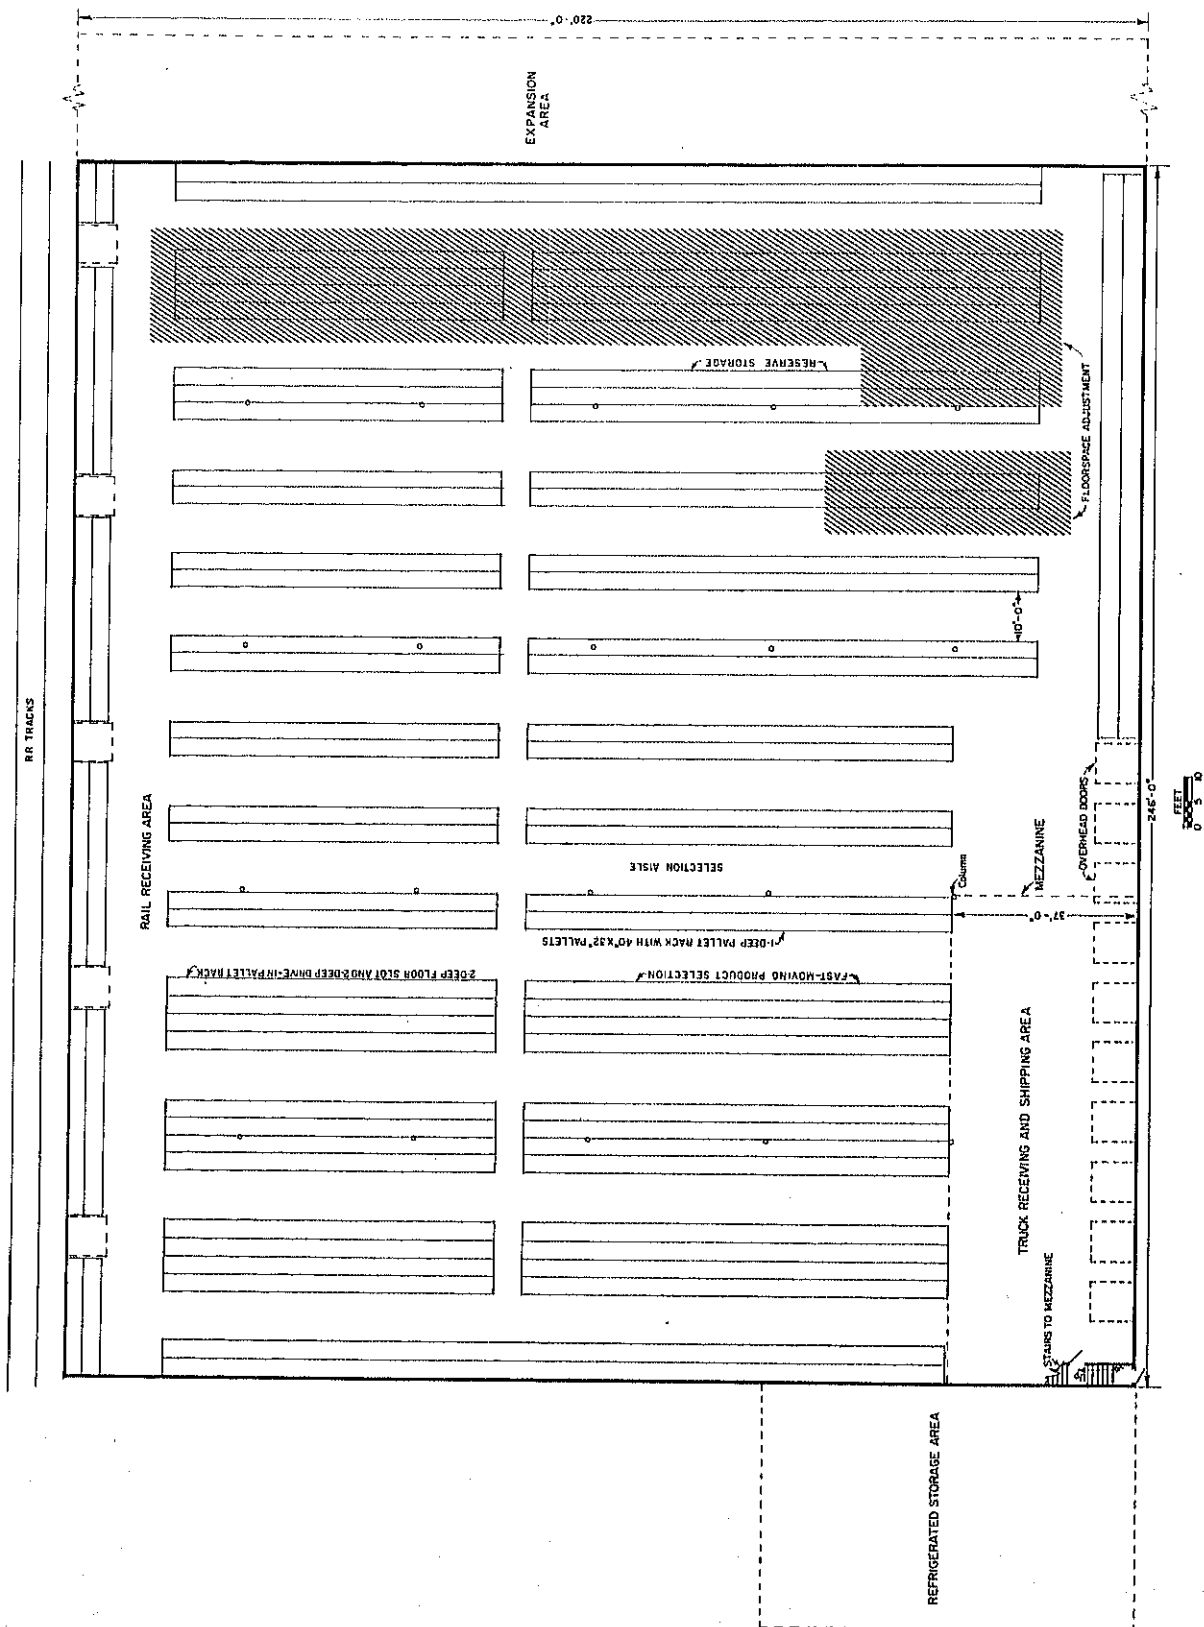 220'-0"
EXPANSION
AREA
RR TRACKS
RESERVE STORAGE
FLOORSPACE ADJUSTMENT
10'-0"
RAIL RECEIVING AREA
SELECTION AISLE
OVERHEAD DOORS
246'-0"
FEET
0 5 10
Column
MEZZANINE
37'-0"
1-DEEP PALLET RACK WITH 40"X32" PALLETS
2-DEEP FLOOR SLOT AND 2-DEEP DRIVE-IN PALLET RACK
FAST-MOVING PRODUCT SELECTION
TRUCK RECEIVING AND SHIPPING AREA
STAIRS TO MEZZANINE
REFRIGERATED STORAGE AREA